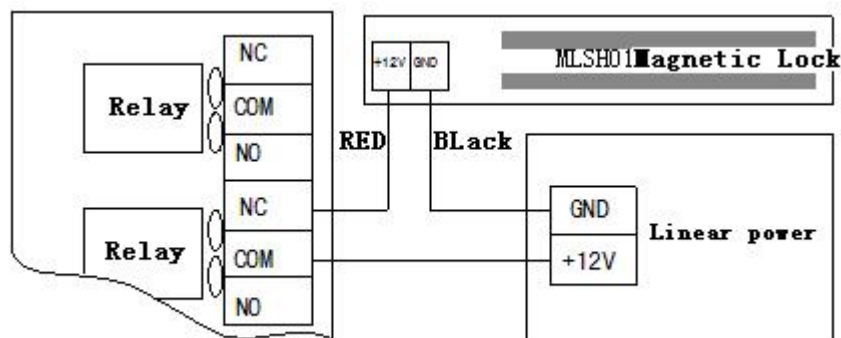 NC
Relay
COM
NO
NC
Relay
COM
NO
+12V GND
MLSH01Magnetic Lock
RED
BLack
GND
+12V
Linear power